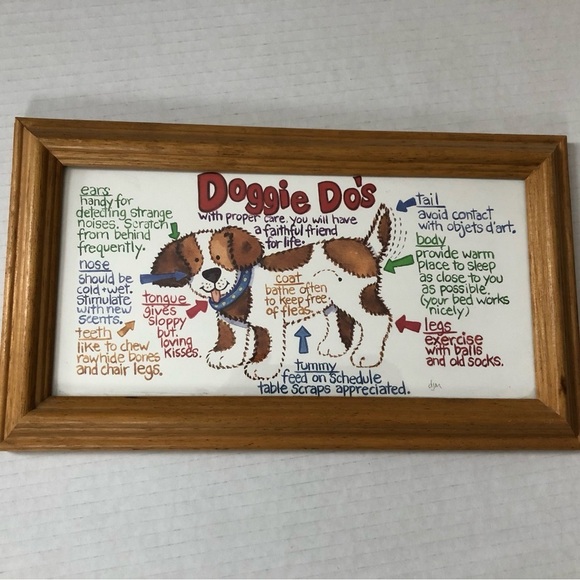 Doggie Do's
with proper care, you will have
a faithful friend
for life.
ears
handy for
detecting strange
noises. Scratch
from behind
frequently.
nose
should be
cold & wet.
Stimulate
with new
scents.
teeth
like to chew
rawhide bones
and chair legs.
tongue
gives
sloppy
but
loving
kisses.
coat
bathe often
to keep free
of fleas.
tummy
feed on schedule
table scraps appreciated.
tail
avoid contact
with objets d'art.
body
provide warm
place to sleep
as close to you
as possible.
(your bed works
nicely)
legs
exercise
with balls
and old socks.
djm